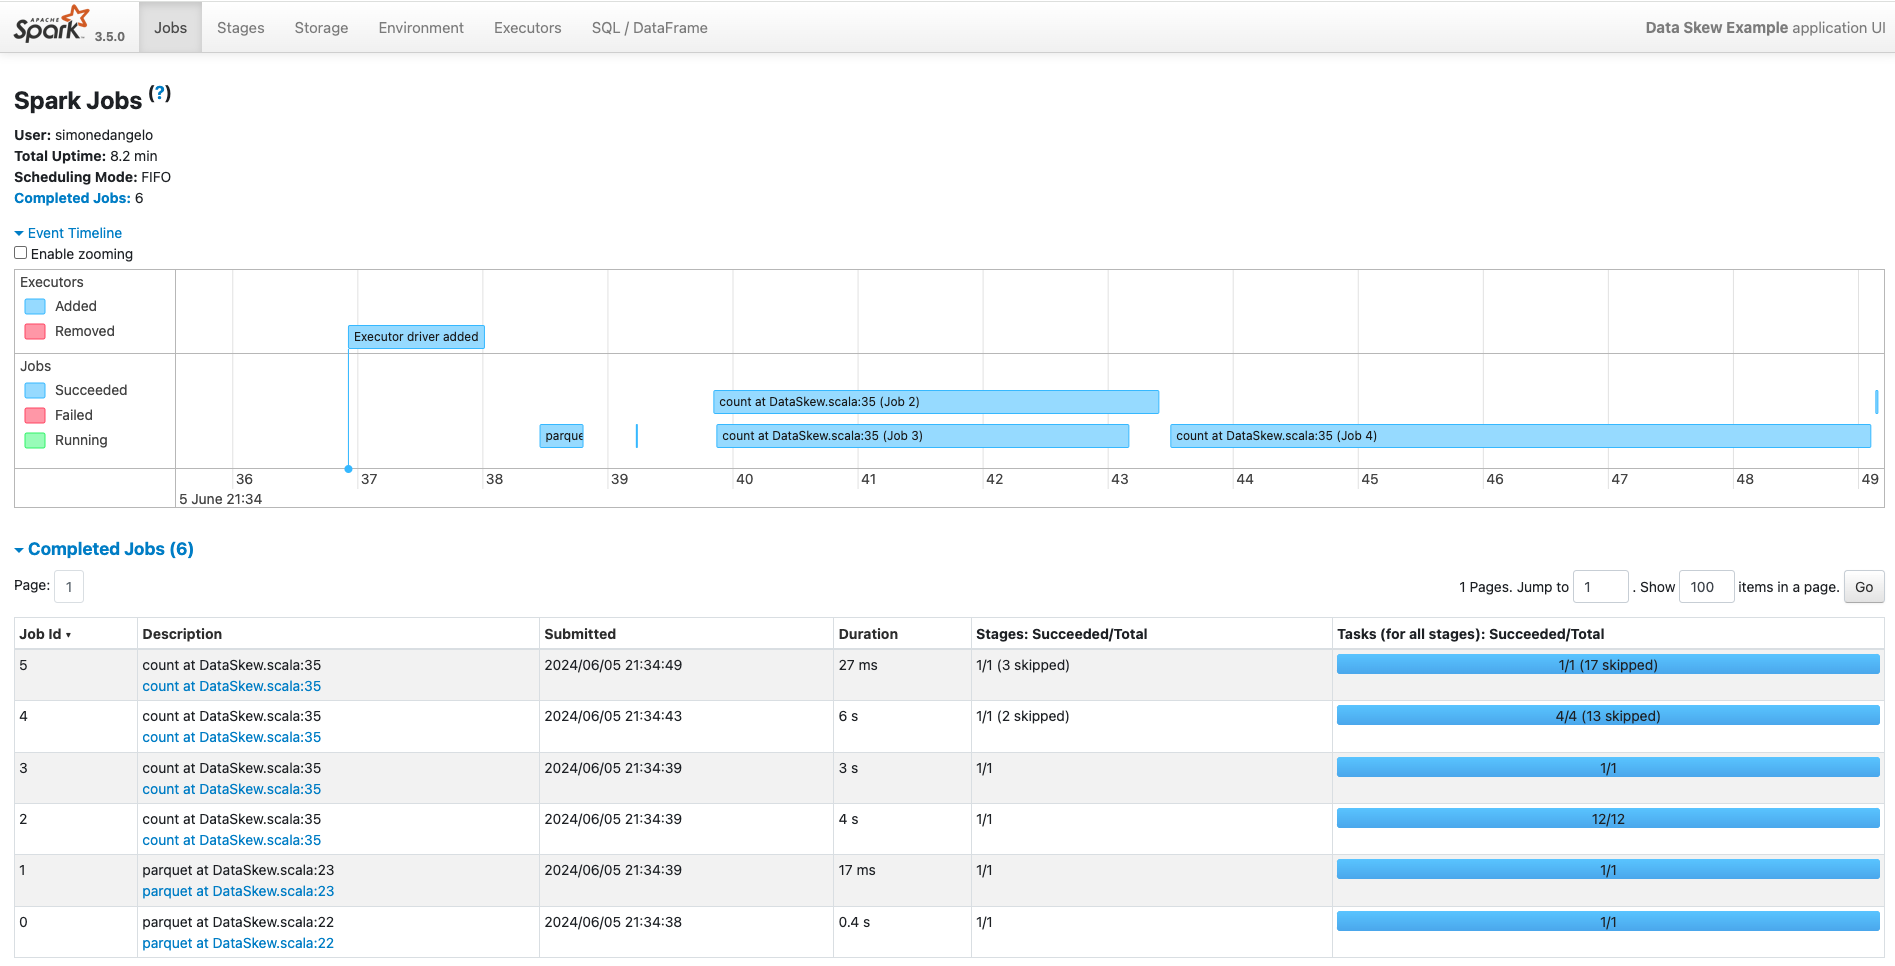 APACHE Spark 3.5.0 Jobs Stages Storage Environment Executors SQL / DataFrame Data Skew Example application UI
Spark Jobs (?)
User: simonedangelo
Total Uptime: 8.2 min
Scheduling Mode: FIFO
Completed Jobs: 6
Event Timeline
Enable zooming
Executors
Added
Removed
Executor driver added
Jobs
Succeeded
Failed
Running
count at DataSkew.scala:35 (Job 2)
parque
count at DataSkew.scala:35 (Job 3)
count at DataSkew.scala:35 (Job 4)
36 37 38 39 40 41 42 43 44 45 46 47 48 49
5 June 21:34
Completed Jobs (6)
Page: 1 1 Pages. Jump to 1 . Show 100 items in a page. Go
Job Id ▾ Description Submitted Duration Stages: Succeeded/Total Tasks (for all stages): Succeeded/Total
5 count at DataSkew.scala:35 2024/06/05 21:34:49 27 ms 1/1 (3 skipped) 1/1 (17 skipped)
count at DataSkew.scala:35
4 count at DataSkew.scala:35 2024/06/05 21:34:43 6 s 1/1 (2 skipped) 4/4 (13 skipped)
count at DataSkew.scala:35
3 count at DataSkew.scala:35 2024/06/05 21:34:39 3 s 1/1 1/1
count at DataSkew.scala:35
2 count at DataSkew.scala:35 2024/06/05 21:34:39 4 s 1/1 12/12
count at DataSkew.scala:35
1 parquet at DataSkew.scala:23 2024/06/05 21:34:39 17 ms 1/1 1/1
parquet at DataSkew.scala:23
0 parquet at DataSkew.scala:22 2024/06/05 21:34:38 0.4 s 1/1 1/1
parquet at DataSkew.scala:22